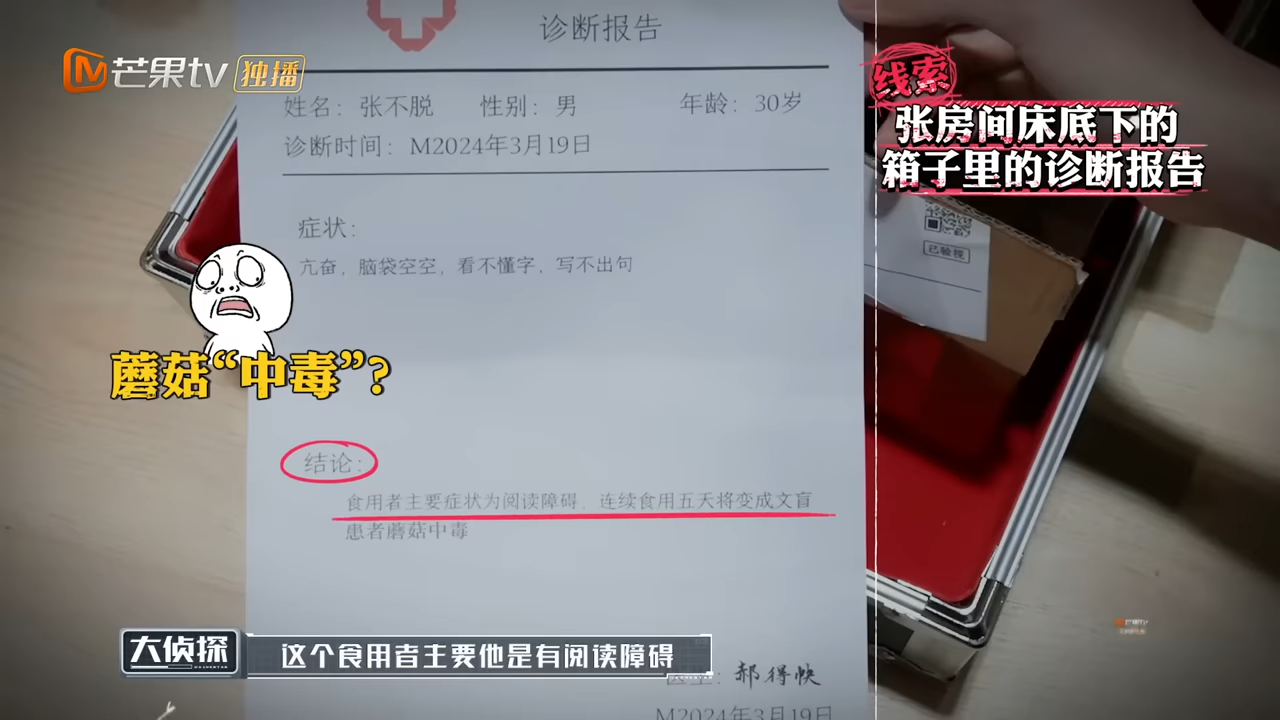 芒果tv 独播
诊断报告
姓名：张不脱 性别：男 年龄：30岁
诊断时间：M2024年3月19日
症状：
亢奋，脑袋空空，看不懂字，写不出句
结论：
食用者主要症状为阅读障碍，连续食用五天将变成文盲
患者蘑菇中毒
郝得快
M2024年3月19日
线索
张房间床底下的
箱子里的诊断报告
已验视
蘑菇“中毒”？
大侦探
这个食用者主要他是有阅读障碍